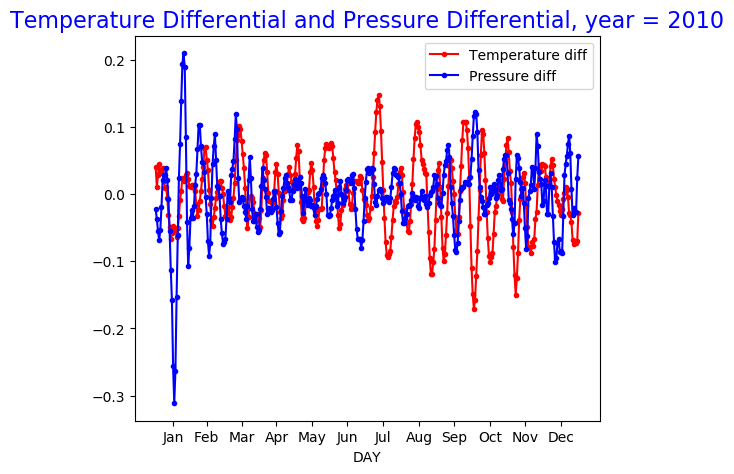 Temperature Differential and Pressure Differential, year = 2010
Temperature diff
Pressure diff
0.2
0.1
0.0
−0.1
−0.2
−0.3
Jan Feb Mar Apr May Jun Jul Aug Sep Oct Nov Dec
DAY